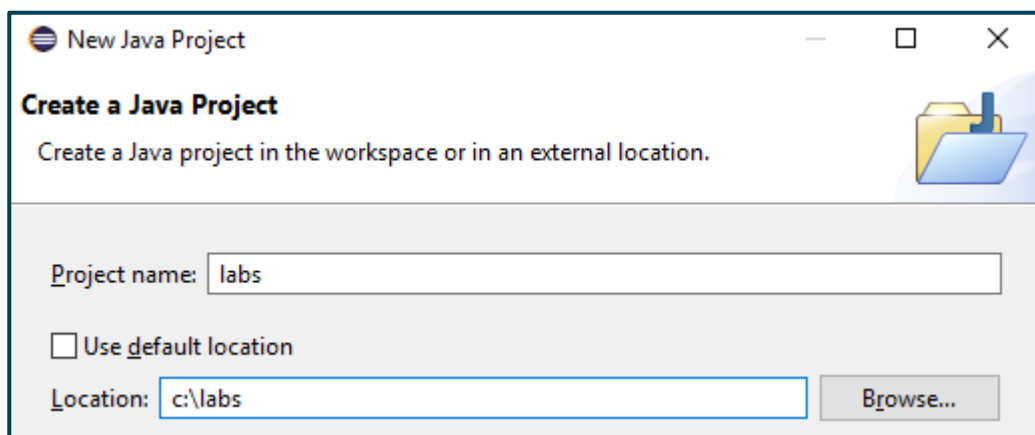 New Java Project
Create a Java Project
Create a Java project in the workspace or in an external location.
Project name: labs
Use default location
Location: c:\labs Browse...